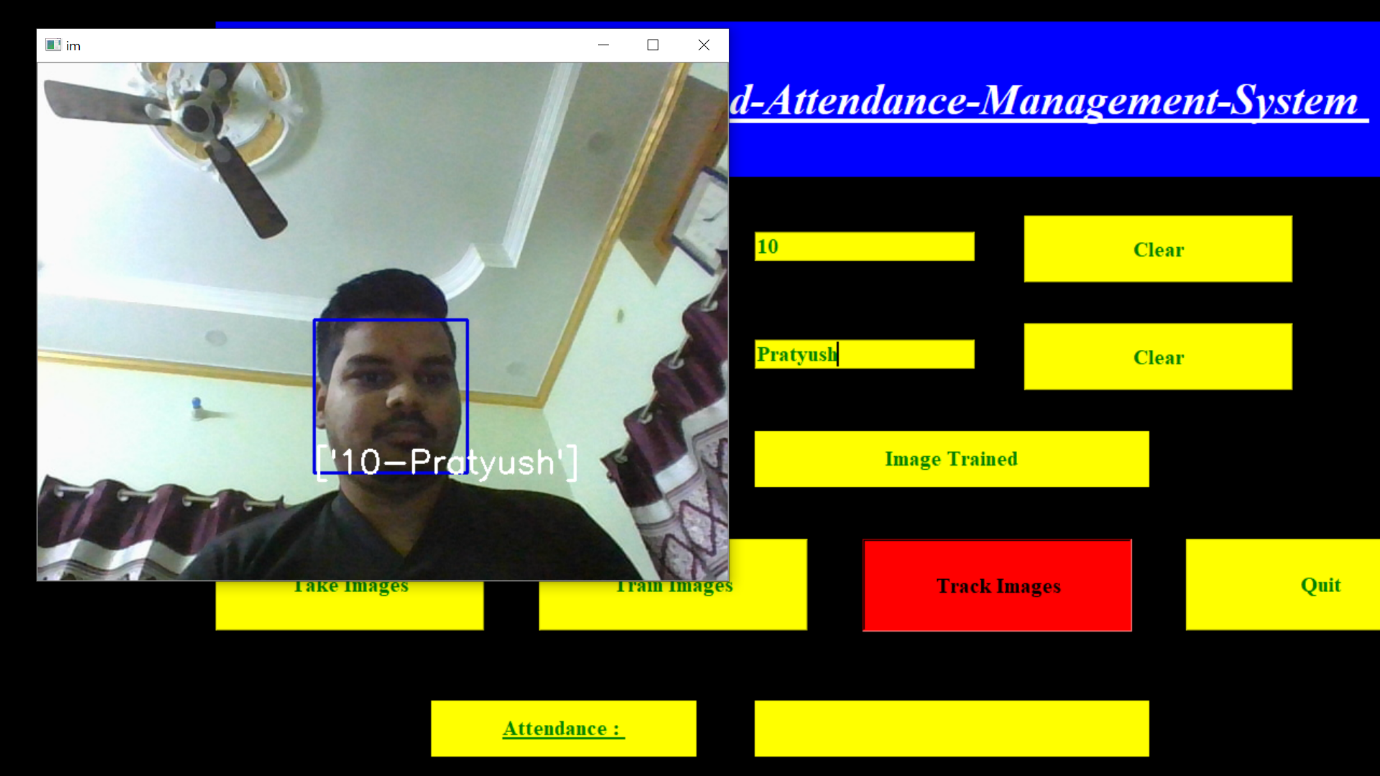 im
d-Attendance-Management-System
10
Clear
Pratyush
Clear
['10-Pratyush']
Image Trained
Take Images
Train Images
Track Images
Quit
Attendance :